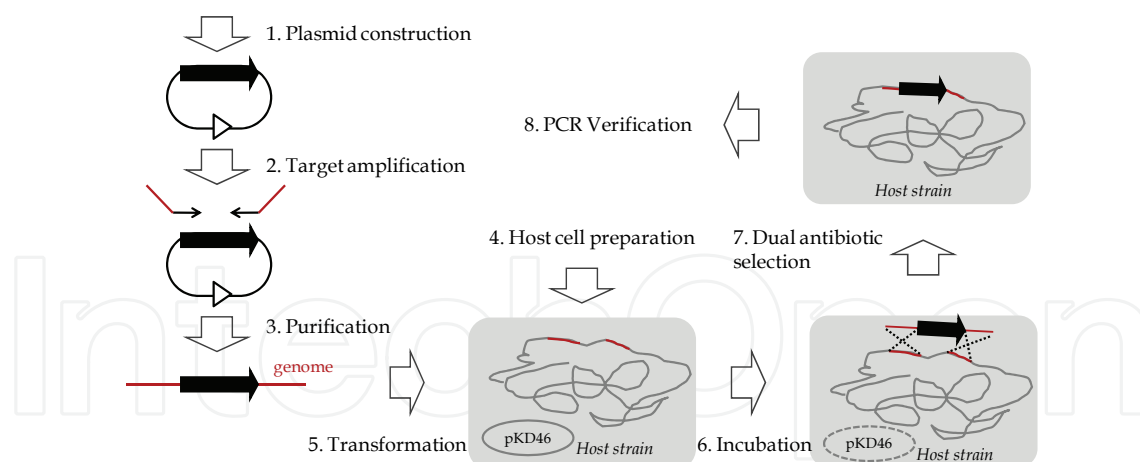 1. Plasmid construction
2. Target amplification
3. Purification
genome
4. Host cell preparation
5. Transformation
pKD46
Host strain
6. Incubation
pKD46
Host strain
7. Dual antibiotic
selection
8. PCR Verification
Host strain
IntechOpen